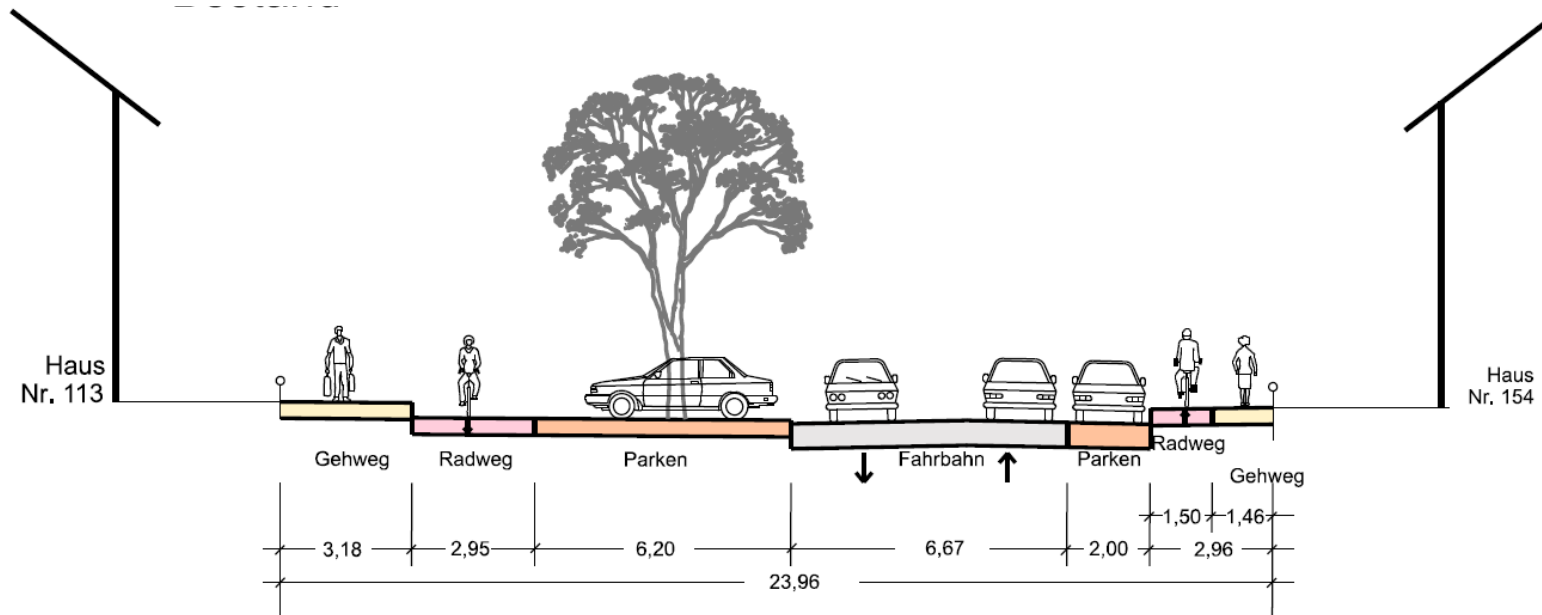 Haus
Nr. 113
Haus
Nr. 154
Gehweg
Radweg
Parken
Fahrbahn
Parken
Radweg
Gehweg
1,50
1,46
3,18
2,95
6,20
6,67
2,00
2,96
23,96